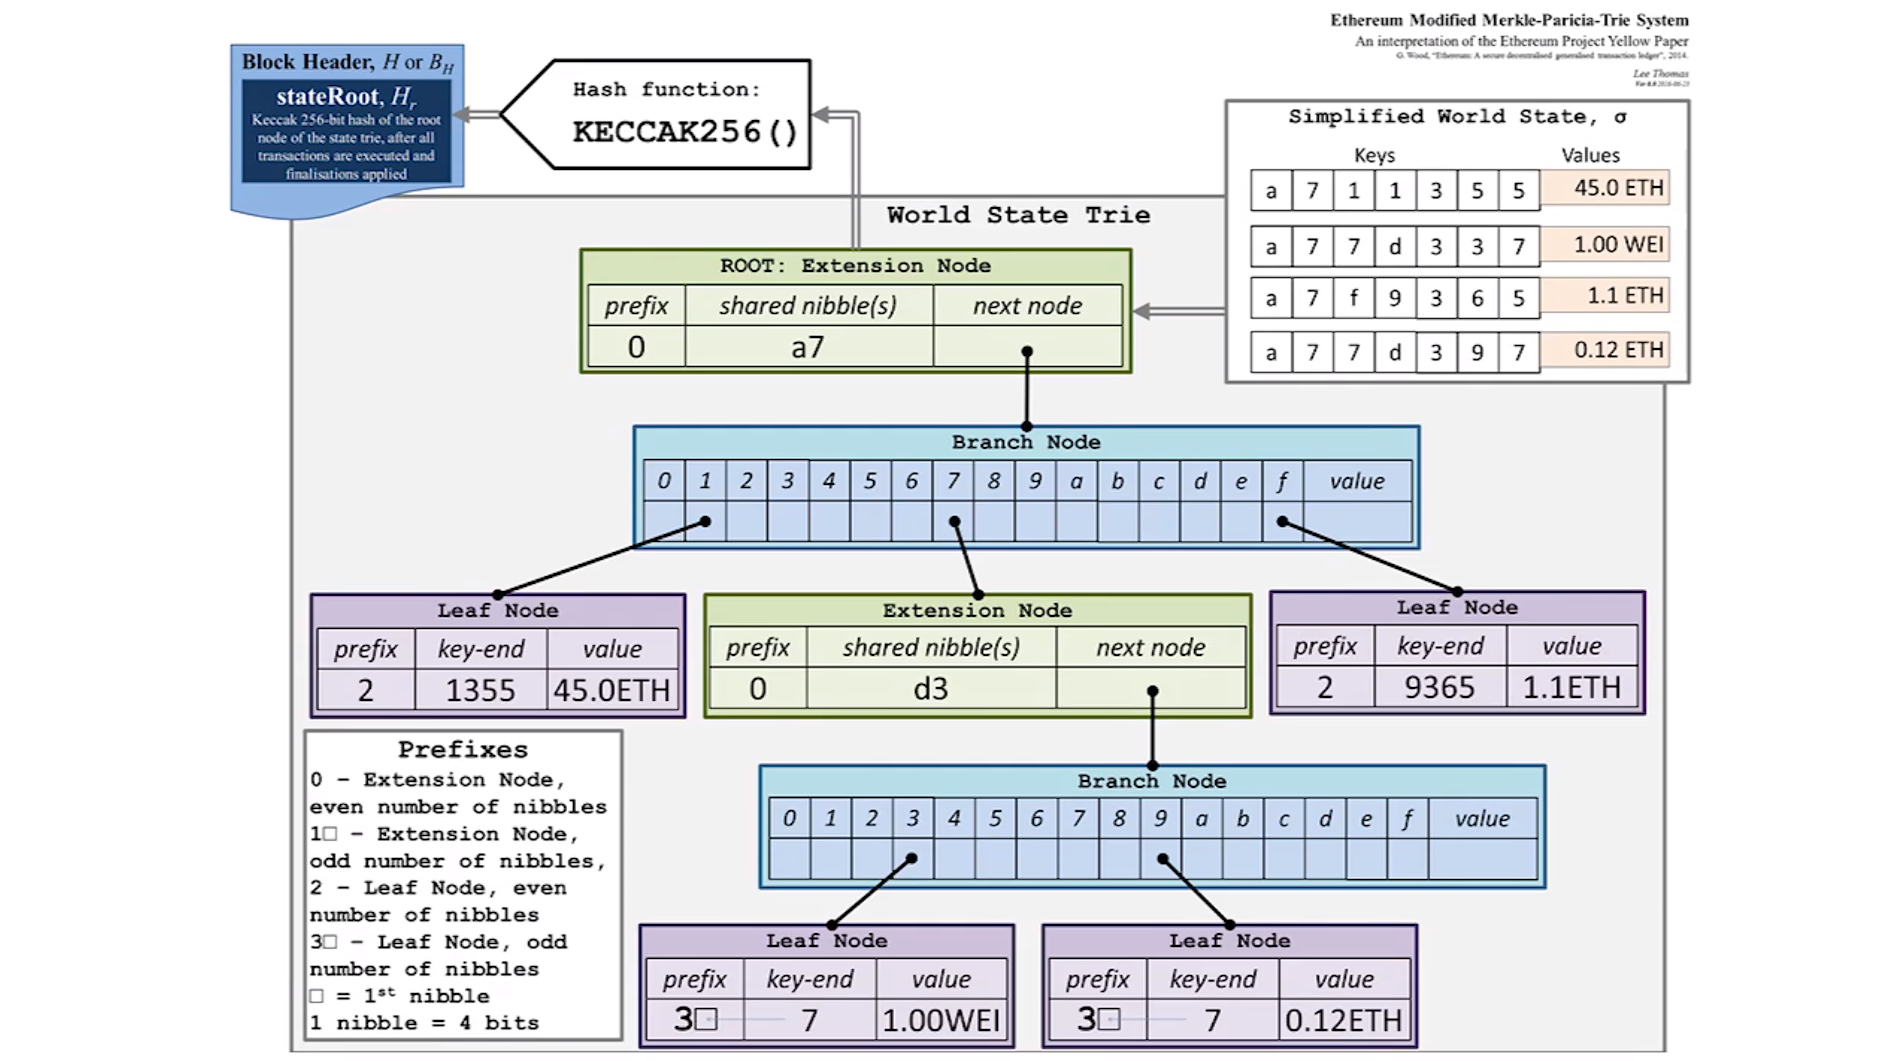 Ethereum Modified Merkle-Paricia-Trie System
An interpretation of the Ethereum Project Yellow Paper
G. Wood, "Ethereum: A secure decentralised generalised transaction ledger", 2014.
Lee Thomas
Block Header, H or BH
stateRoot, Hr
Keccak 256-bit hash of the root
node of the state trie, after all
transactions are executed and
finalisations applied
Hash function:
KECCAK256()
Simplified World State, σ
Keys Values
a 7 1 1 3 5 5 45.0 ETH
a 7 7 d 3 3 7 1.00 WEI
a 7 f 9 3 6 5 1.1 ETH
a 7 7 d 3 9 7 0.12 ETH
World State Trie
ROOT: Extension Node
prefix shared nibble(s) next node
0 a7
Branch Node
0 1 2 3 4 5 6 7 8 9 a b c d e f value
Leaf Node
prefix key-end value
2 1355 45.0ETH
Extension Node
prefix shared nibble(s) next node
0 d3
Leaf Node
prefix key-end value
2 9365 1.1ETH
Branch Node
0 1 2 3 4 5 6 7 8 9 a b c d e f value
Leaf Node
prefix key-end value
3□ 7 1.00WEI
Leaf Node
prefix key-end value
3□ 7 0.12ETH
Prefixes
0 – Extension Node,
even number of nibbles
1□ – Extension Node,
odd number of nibbles,
2 – Leaf Node, even
number of nibbles
3□ – Leaf Node, odd
number of nibbles
□ = 1st nibble
1 nibble = 4 bits